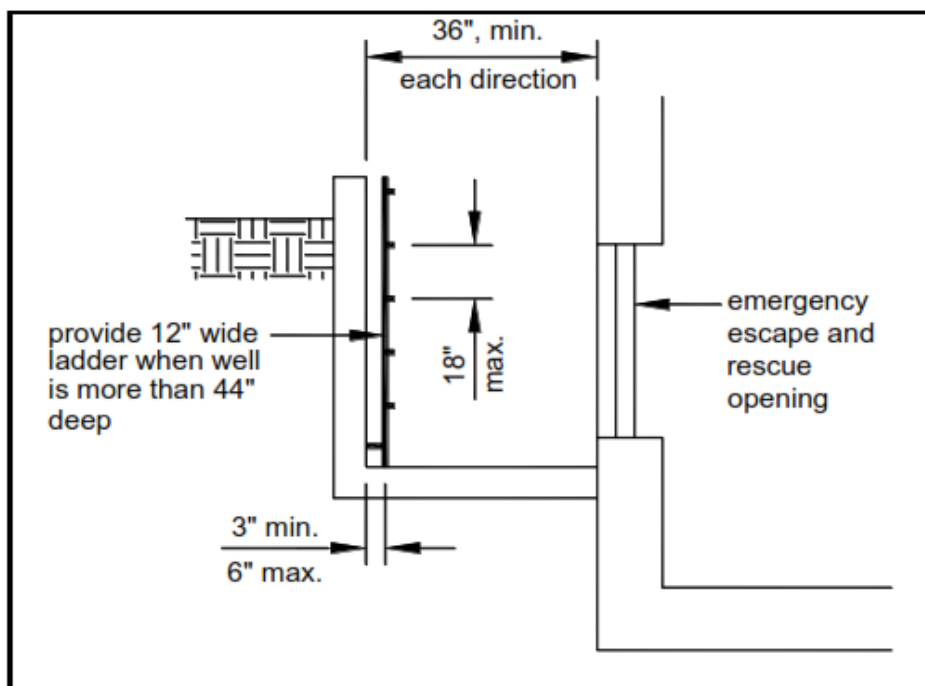 36", min.
each direction
provide 12" wide
ladder when well
is more than 44"
deep
18"
max.
emergency
escape and
rescue
opening
3" min.
6" max.